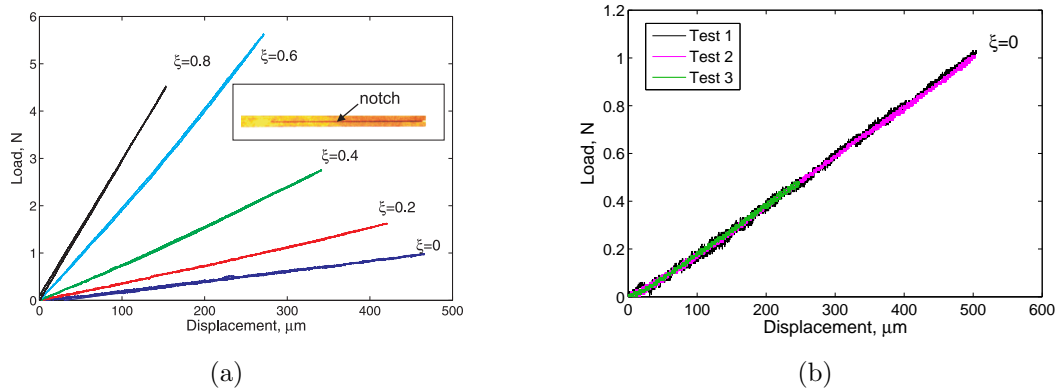 6
5
4
3
2
1
0
0 100 200 300 400 500
Load, N
Displacement, μm
ξ=0.8
ξ=0.6
notch
ξ=0.4
ξ=0.2
ξ=0
(a)
1.2
1
0.8
0.6
0.4
0.2
0
0 100 200 300 400 500 600
Load, N
Displacement, μm
Test 1
Test 2
Test 3
ξ=0
(b)